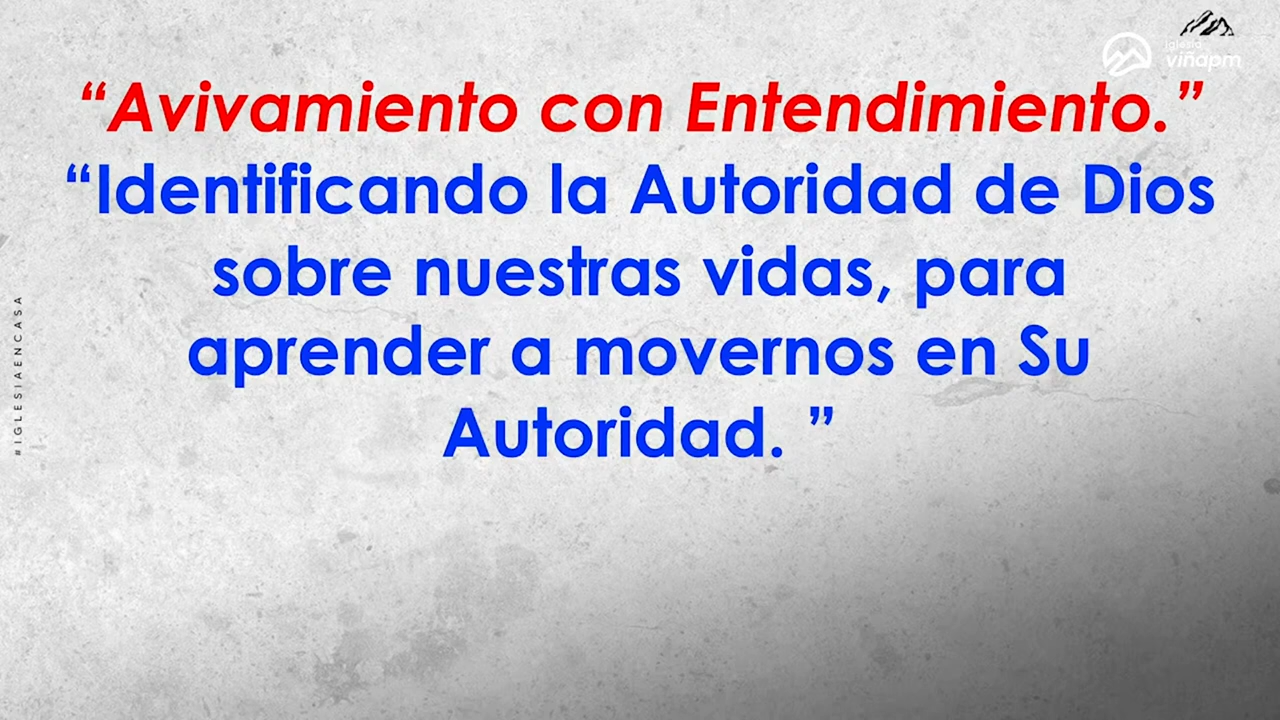 iglesia
viñapm
“Avivamiento con Entendimiento.”
“Identificando la Autoridad de Dios
sobre nuestras vidas, para
aprender a movernos en Su
Autoridad. ”
#IGLESIAENCASA